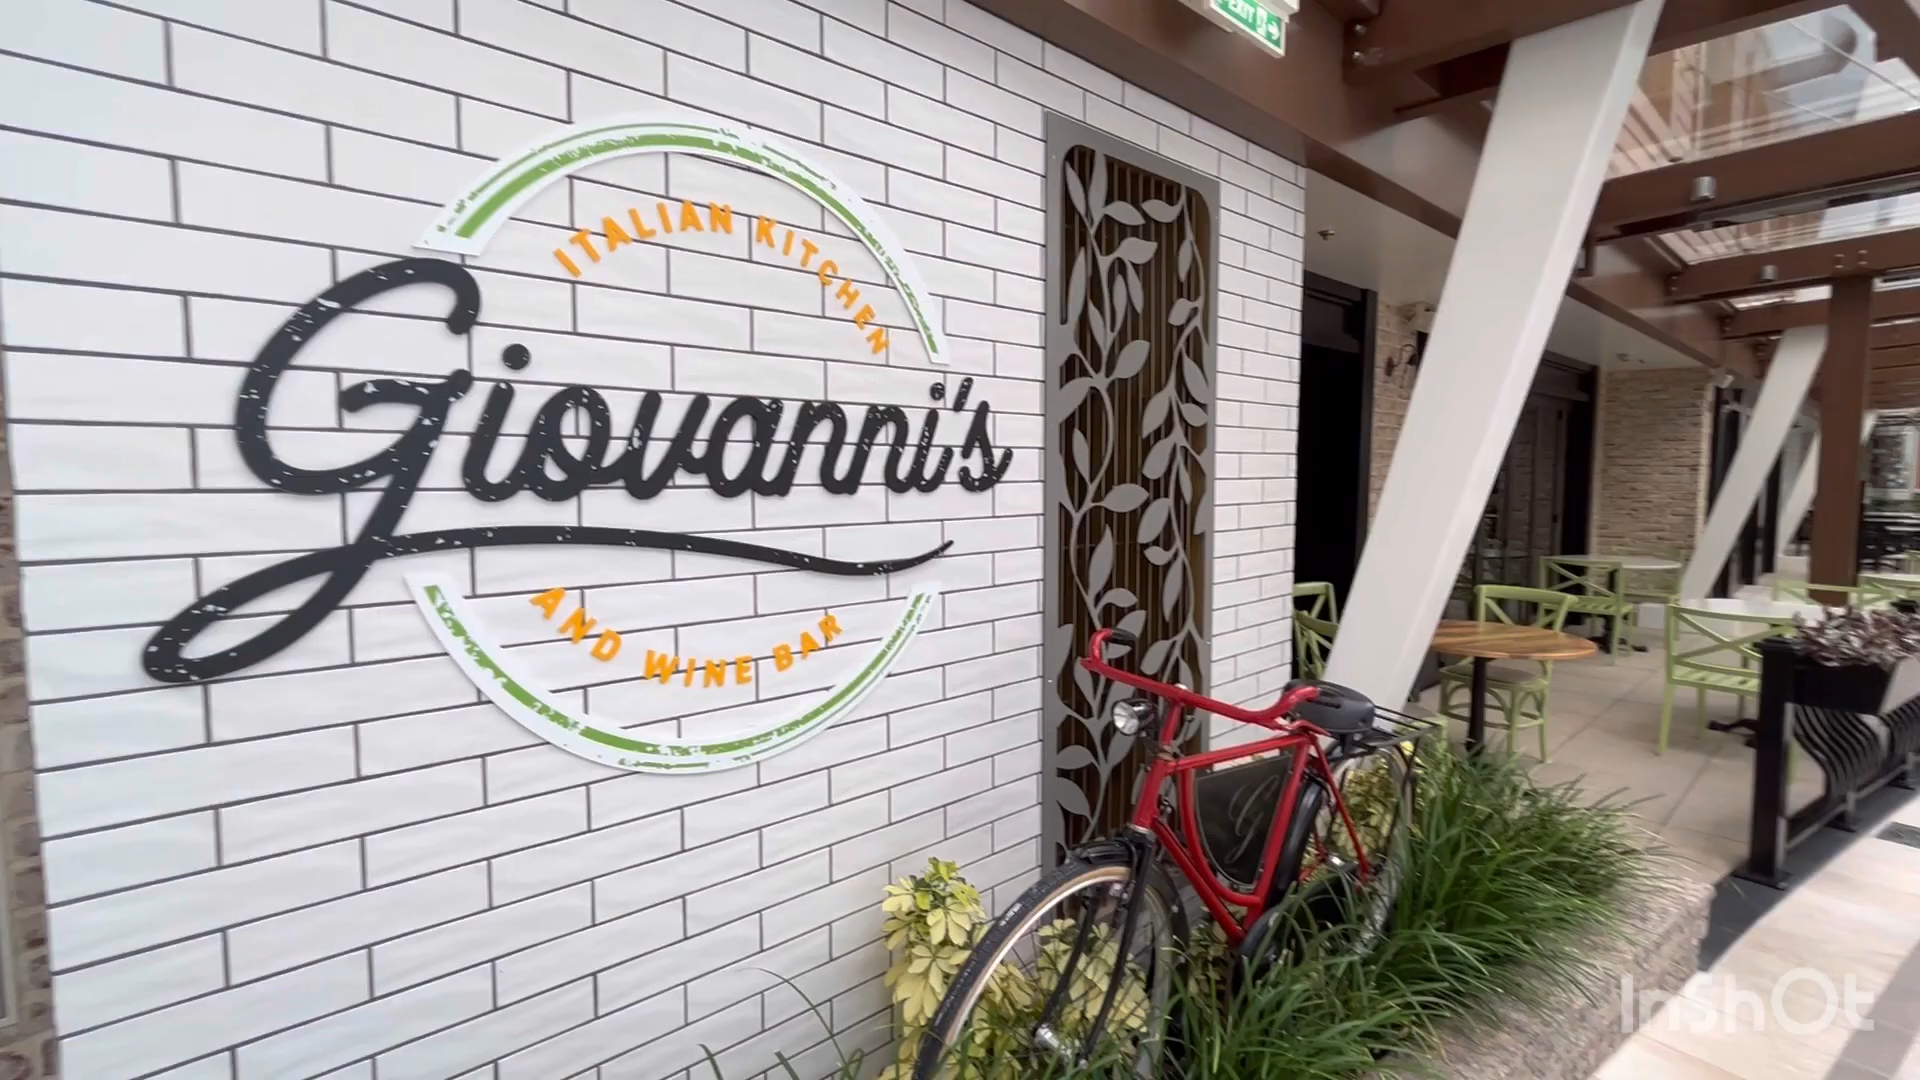 EXIT
ITALIAN KITCHEN
Giovanni's
AND WINE BAR
G
InShOt